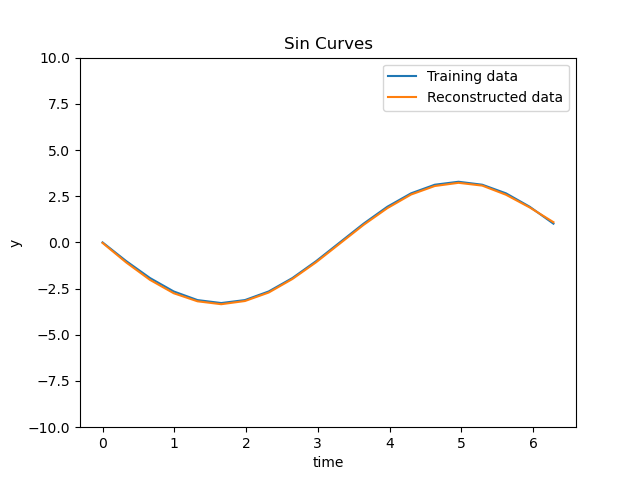 Sin Curves
Training data
Reconstructed data
10.0
7.5
5.0
2.5
0.0
−2.5
−5.0
−7.5
−10.0
y
0 1 2 3 4 5 6
time